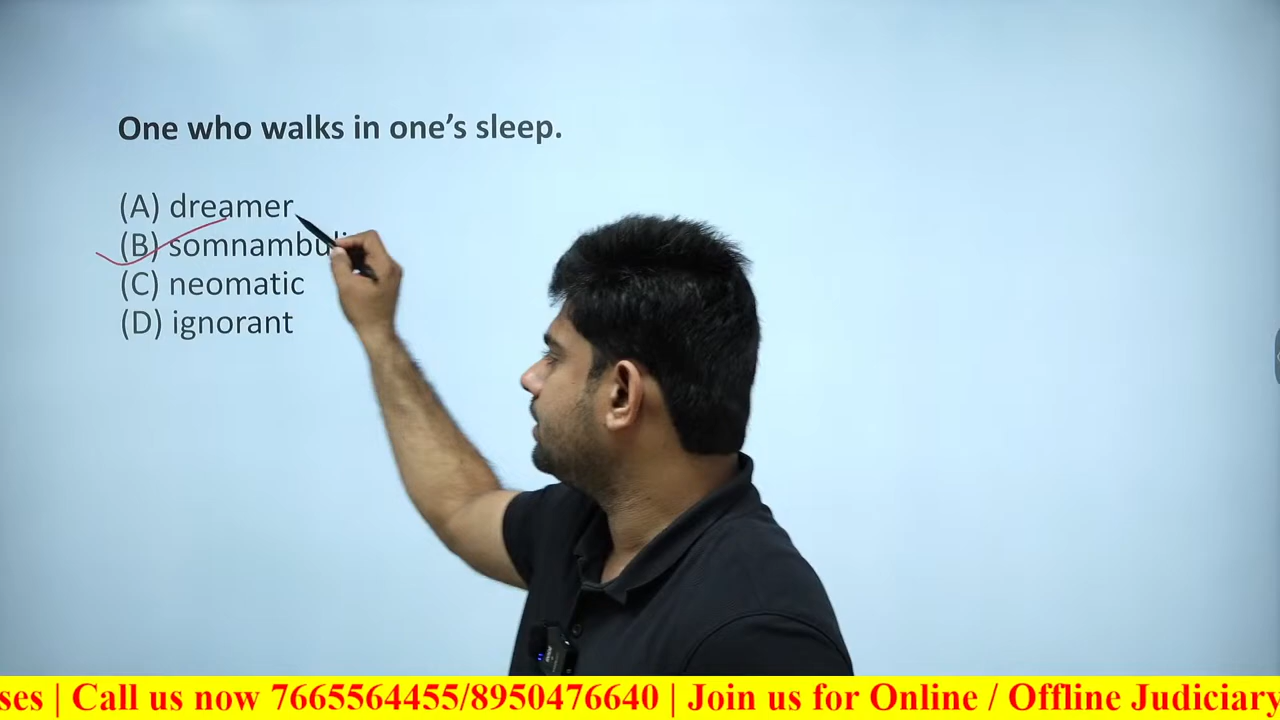 One who walks in one's sleep.
(A) dreamer
(B)
(C) neomatic
(D) ignorant
ses | Call us now 7665564455/8950476640 | Join us for Online / Offline Judiciary